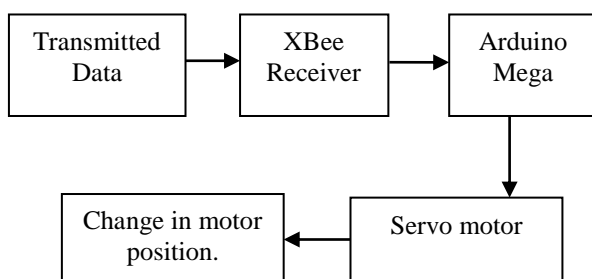 Transmitted
Data
XBee
Receiver
Arduino
Mega
Servo motor
Change in motor
position.